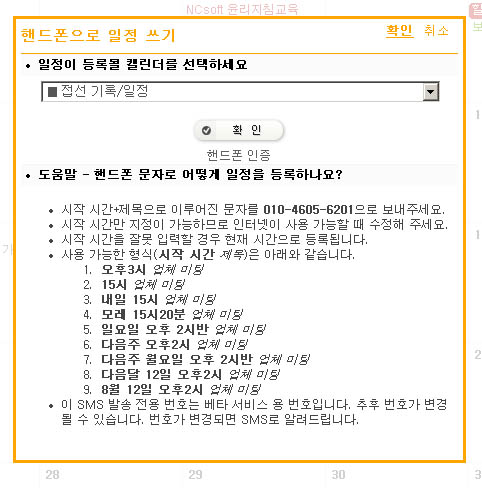 NCsoft 윤리지침교육
핸드폰으로 일정 쓰기
확인 취소
• 일정이 등록될 캘린더를 선택하세요
■ 접선 기록/일정
확 인
핸드폰 인증
• 도움말 - 핸드폰 문자로 어떻게 일정을 등록하나요?
• 시작 시간+제목으로 이루어진 문자를 010-4605-6201으로 보내주세요.
• 시작 시간만 지정이 가능하므로 인터넷이 사용 가능할 때 수정해 주세요.
• 시작 시간을 잘못 입력할 경우 현재 시간으로 등록됩니다.
• 사용 가능한 형식(시작 시간 제목)은 아래와 같습니다.
1. 오후3시 업체 미팅
2. 15시 업체 미팅
3. 내일 15시 업체 미팅
4. 모레 15시20분 업체 미팅
5. 일요일 오후 2시반 업체 미팅
6. 다음주 오후2시 업체 미팅
7. 다음주 월요일 오후 2시반 업체 미팅
8. 다음달 12일 오후2시 업체 미팅
9. 8월 12일 오후2시 업체 미팅
• 이 SMS 발송 전용 번호는 베타 서비스 용 번호입니다. 추후 번호가 변경
될 수 있습니다. 번호가 변경되면 SMS로 알려드립니다.
28 29 30